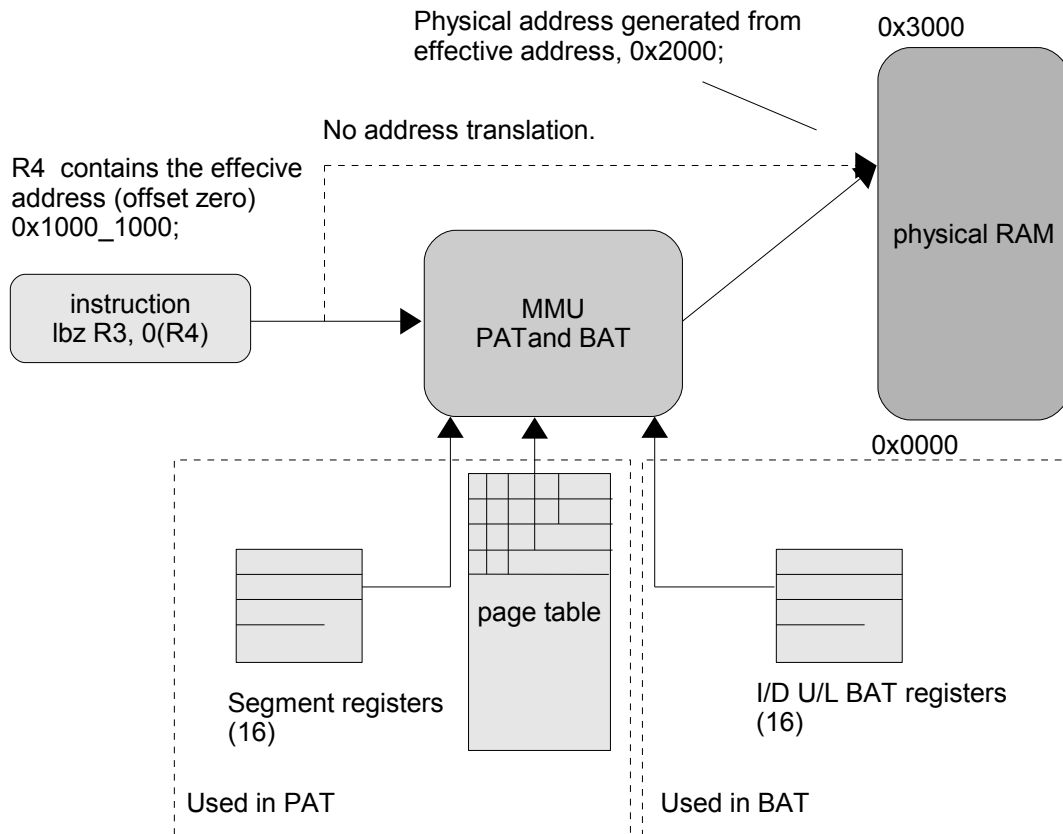 Physical address generated from
effective address, 0x2000;
0x3000
No address translation.
R4  contains the effecive
address (offset zero)
0x1000_1000;
instruction
lbz R3, 0(R4)
MMU
PATand BAT
physical RAM
0x0000
page table
Segment registers
(16)
I/D U/L BAT registers
(16)
Used in PAT
Used in BAT